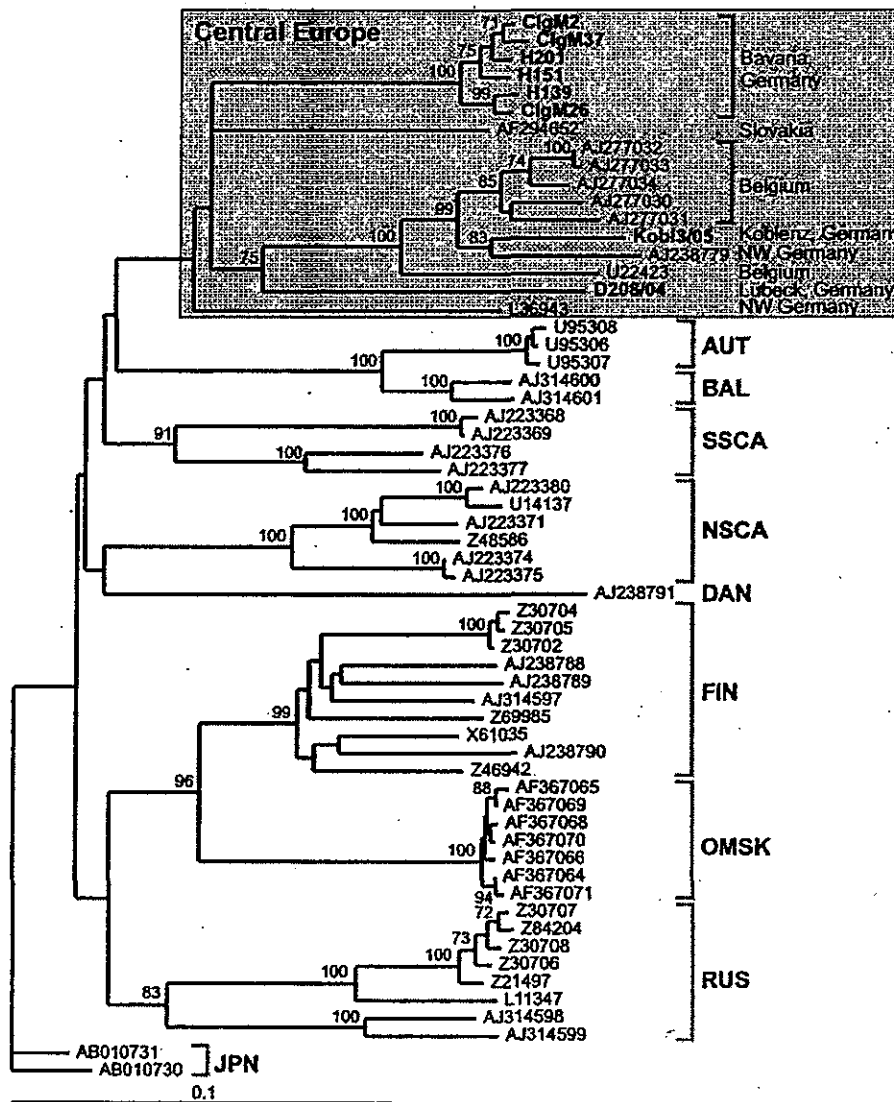 Central Europe
71 ClgM2
ClgM37
75 H201
100 H151
Bavaria, Germany
H139
99 ClgM26
AF294652 Slovakia
100 AJ277032
74 AJ277033
AJ277034
85 AJ277030
Belgium
AJ277031
99
Kobl3/05 Koblenz, Germany
83 AJ238779 NW Germany
100 U22423 Belgium
75 D208/04 Lübeck, Germany
L36943 NW Germany
U95308
100 U95306 AUT
U95307
100
100 AJ314600 BAL
AJ314601
100 AJ223368
AJ223369
91 SSCA
100 AJ223376
AJ223377
100 AJ223380
U14137
100 AJ223371
NSCA
Z48586
100
100 AJ223374
AJ223375
AJ238791 DAN
Z30704
100 Z30705
Z30702
AJ238788
AJ238789
FIN
AJ314597
99 Z69985
X61035
AJ238790
Z46942
96
88 AF367065
AF367069
AF367068
AF367070 OMSK
100 AF367066
AF367064
94 AF367071
72 Z30707
Z84204
73 Z30708
Z30706
100 Z21497 RUS
100 L11347
83
100 AJ314598
AJ314599
AB010731
AB010730 JPN
0.1